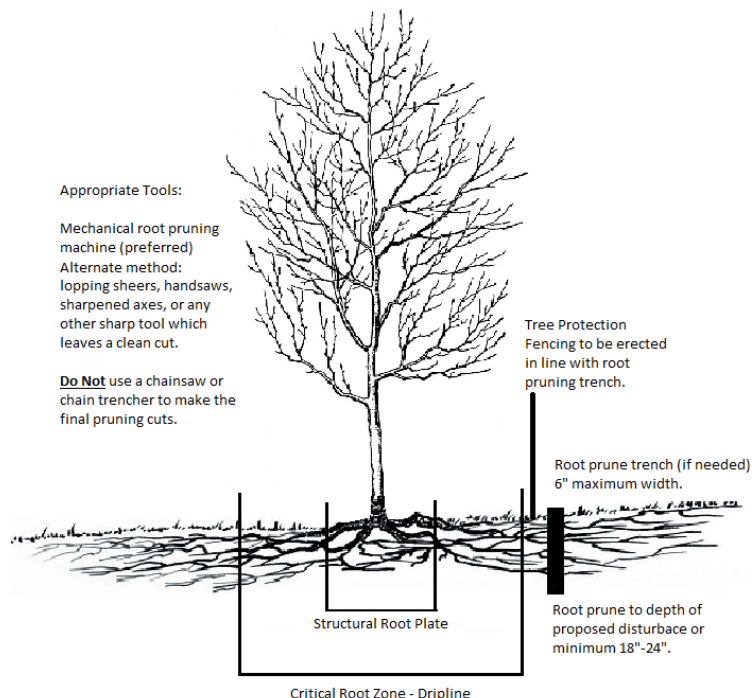 Appropriate Tools:
Mechanical root pruning
machine (preferred)
Alternate method:
lopping sheers, handsaws,
sharpened axes, or any
other sharp tool which
leaves a clean cut.
Do Not use a chainsaw or
chain trencher to make the
final pruning cuts.
Tree Protection
Fencing to be erected
in line with root
pruning trench.
Root prune trench (if needed)
6" maximum width.
Structural Root Plate
Root prune to depth of
proposed disturbace or
minimum 18"-24".
Critical Root Zone - Dripline